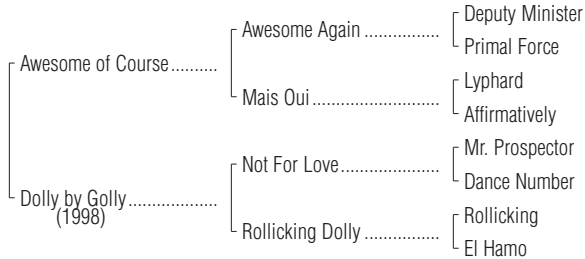 Deputy Minister
Awesome Again ................
Primal Force
Awesome of Course..........
Lyphard
Mais Oui...........................
Affirmatively
Mr. Prospector
Not For Love.....................
Dance Number
Dolly by Golly ...................
(1998)
Rollicking
Rollicking Dolly ................
El Hamo